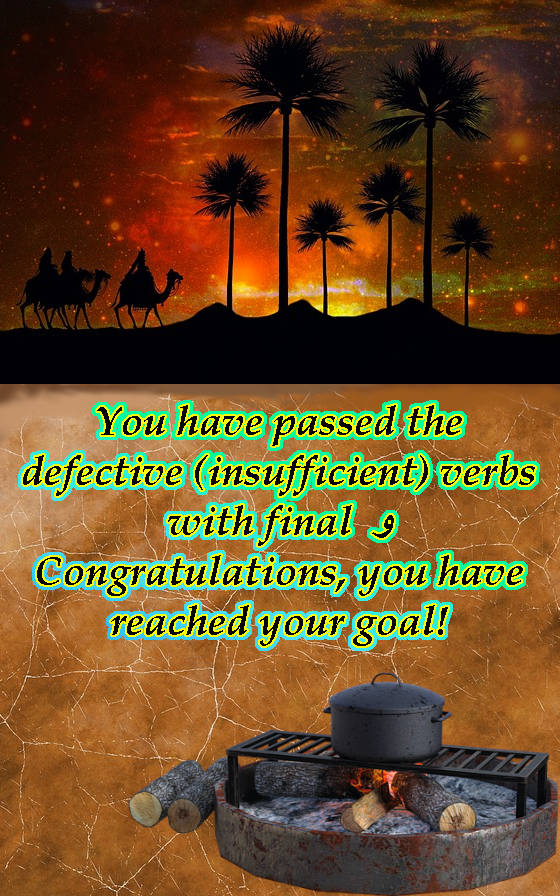 You have passed the
defective (insufficient) verbs
with final و
Congratulations, you have
reached your goal!